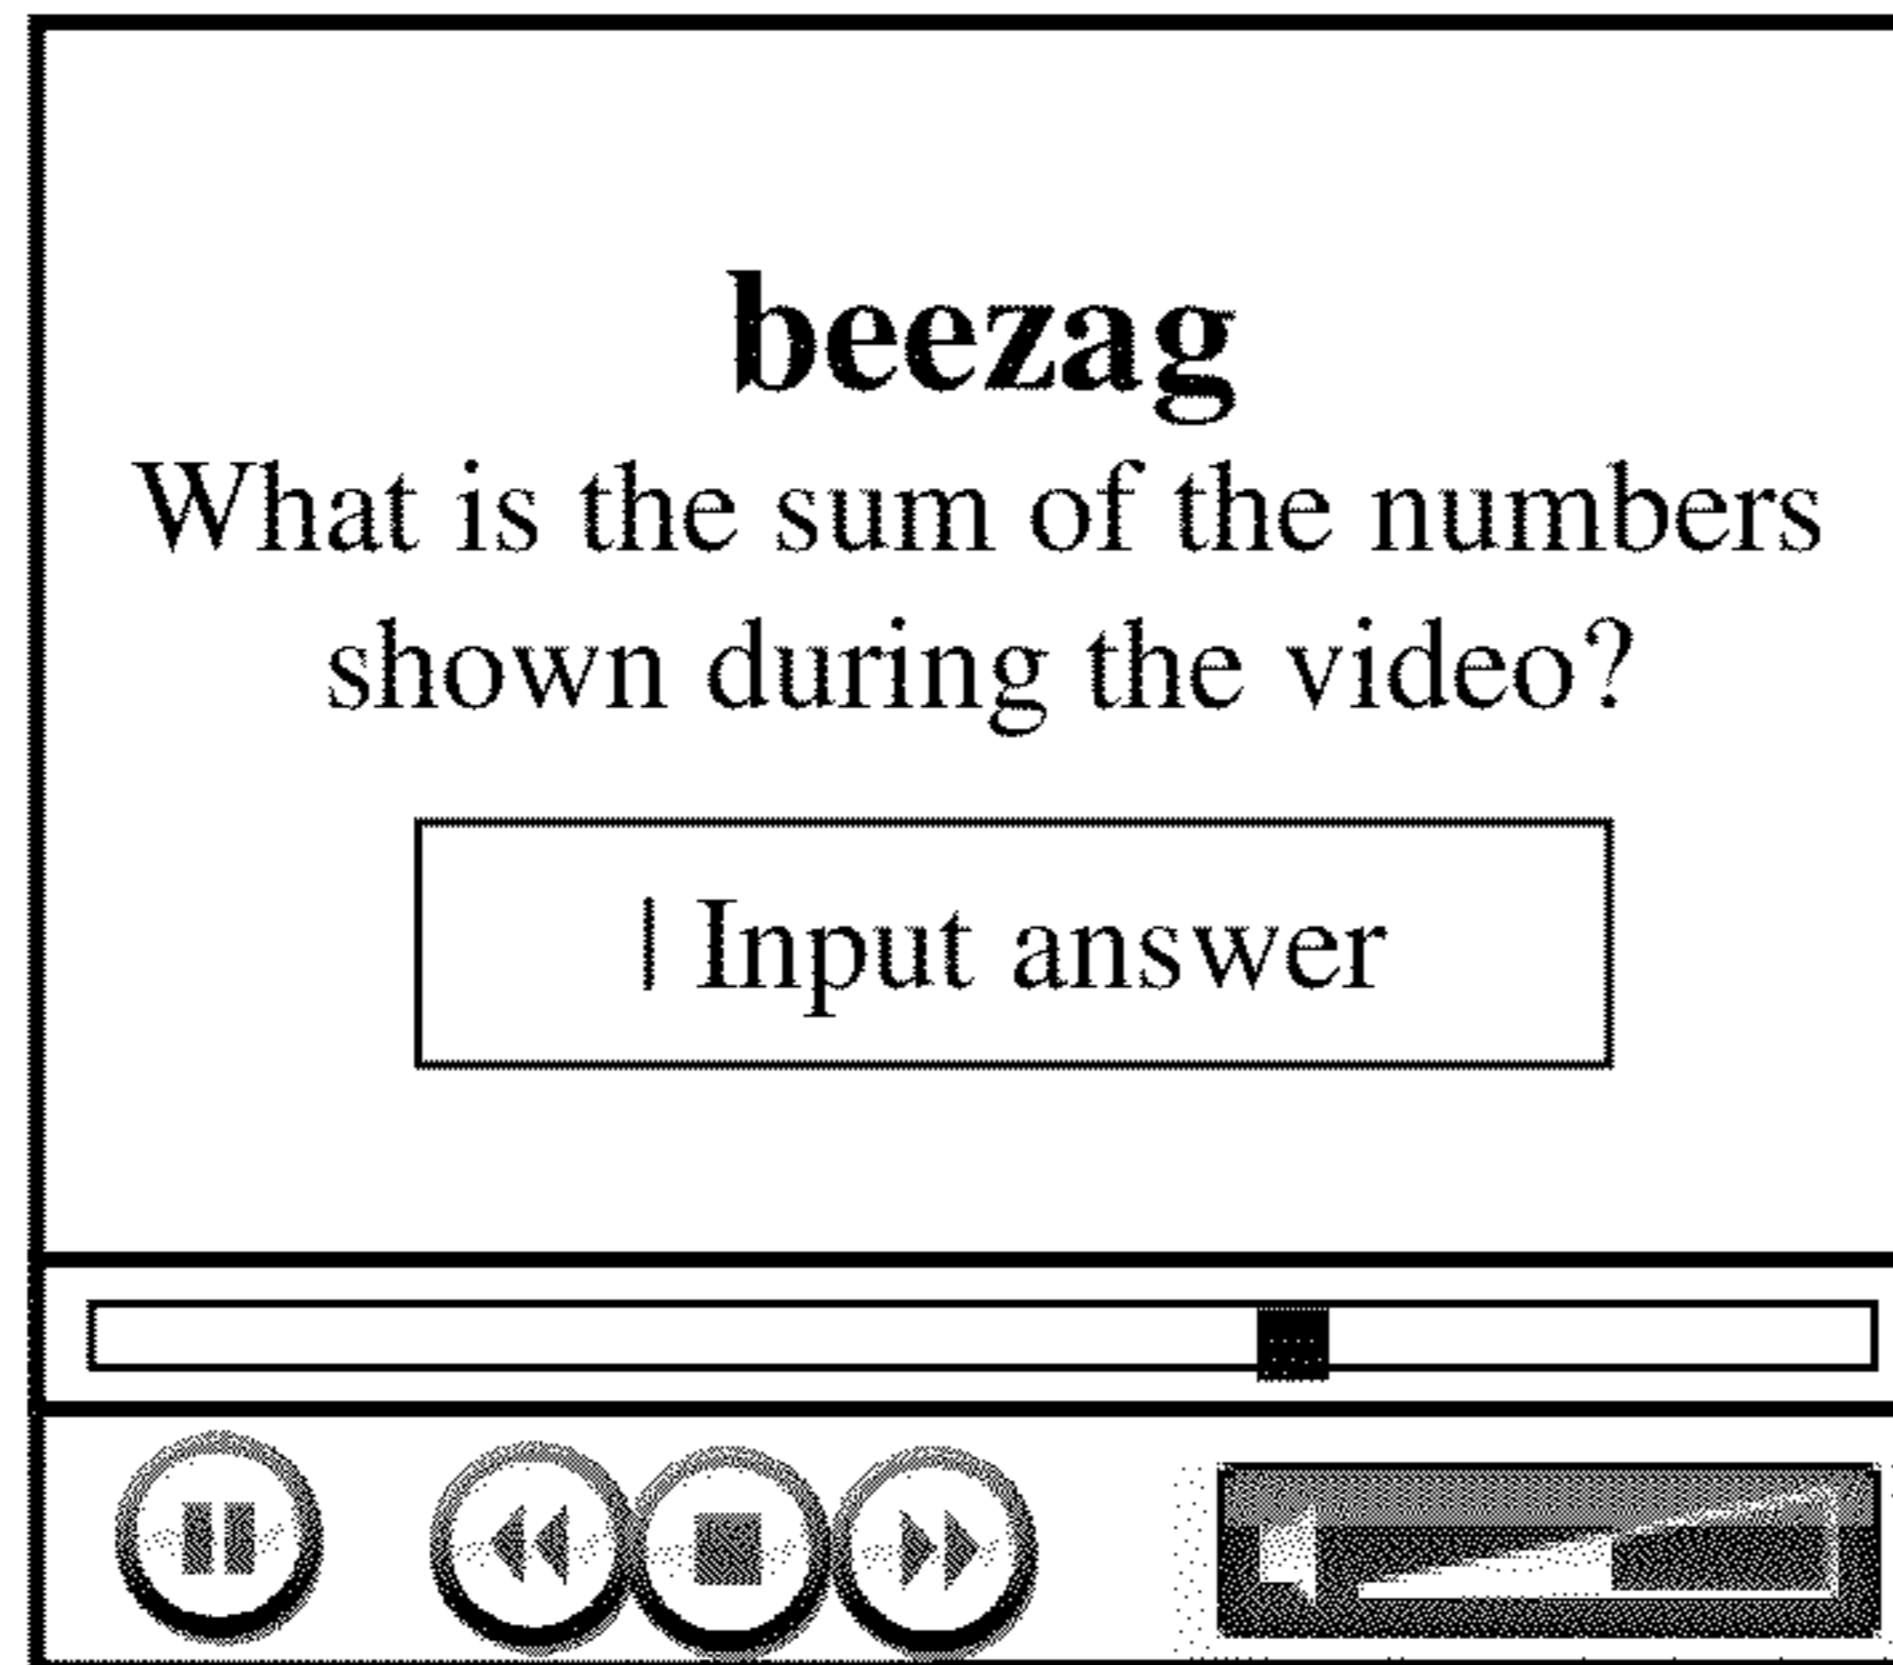 beezag
What is the sum of the numbers
shown during the video?
| Input answer